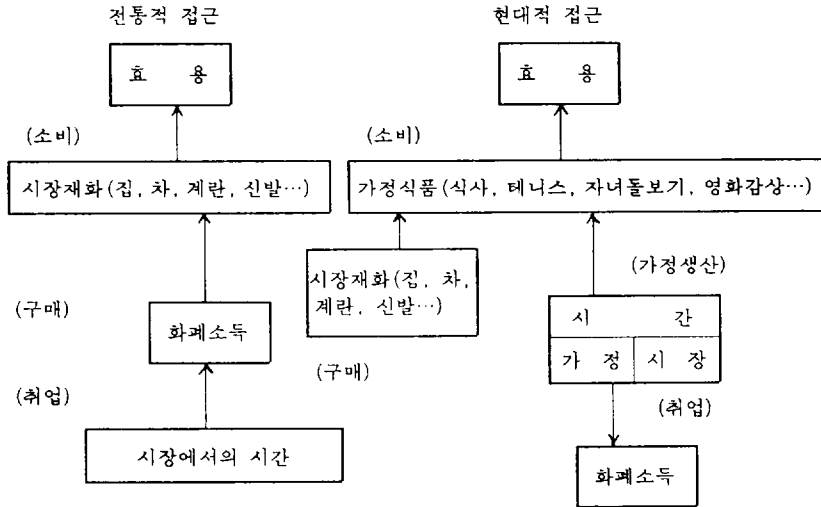 전통적 접근
효 용
(소비)
시장재화(집, 차, 계란, 신발…)
(구매)
화폐소득
(취업)
시장에서의 시간
현대적 접근
효 용
(소비)
가정식품(식사, 테니스, 자녀돌보기, 영화감상…)
시장재화(집, 차,
계란, 신발…)
(구매)
(가정생산)
시 간
가 정 시 장
(취업)
화폐소득